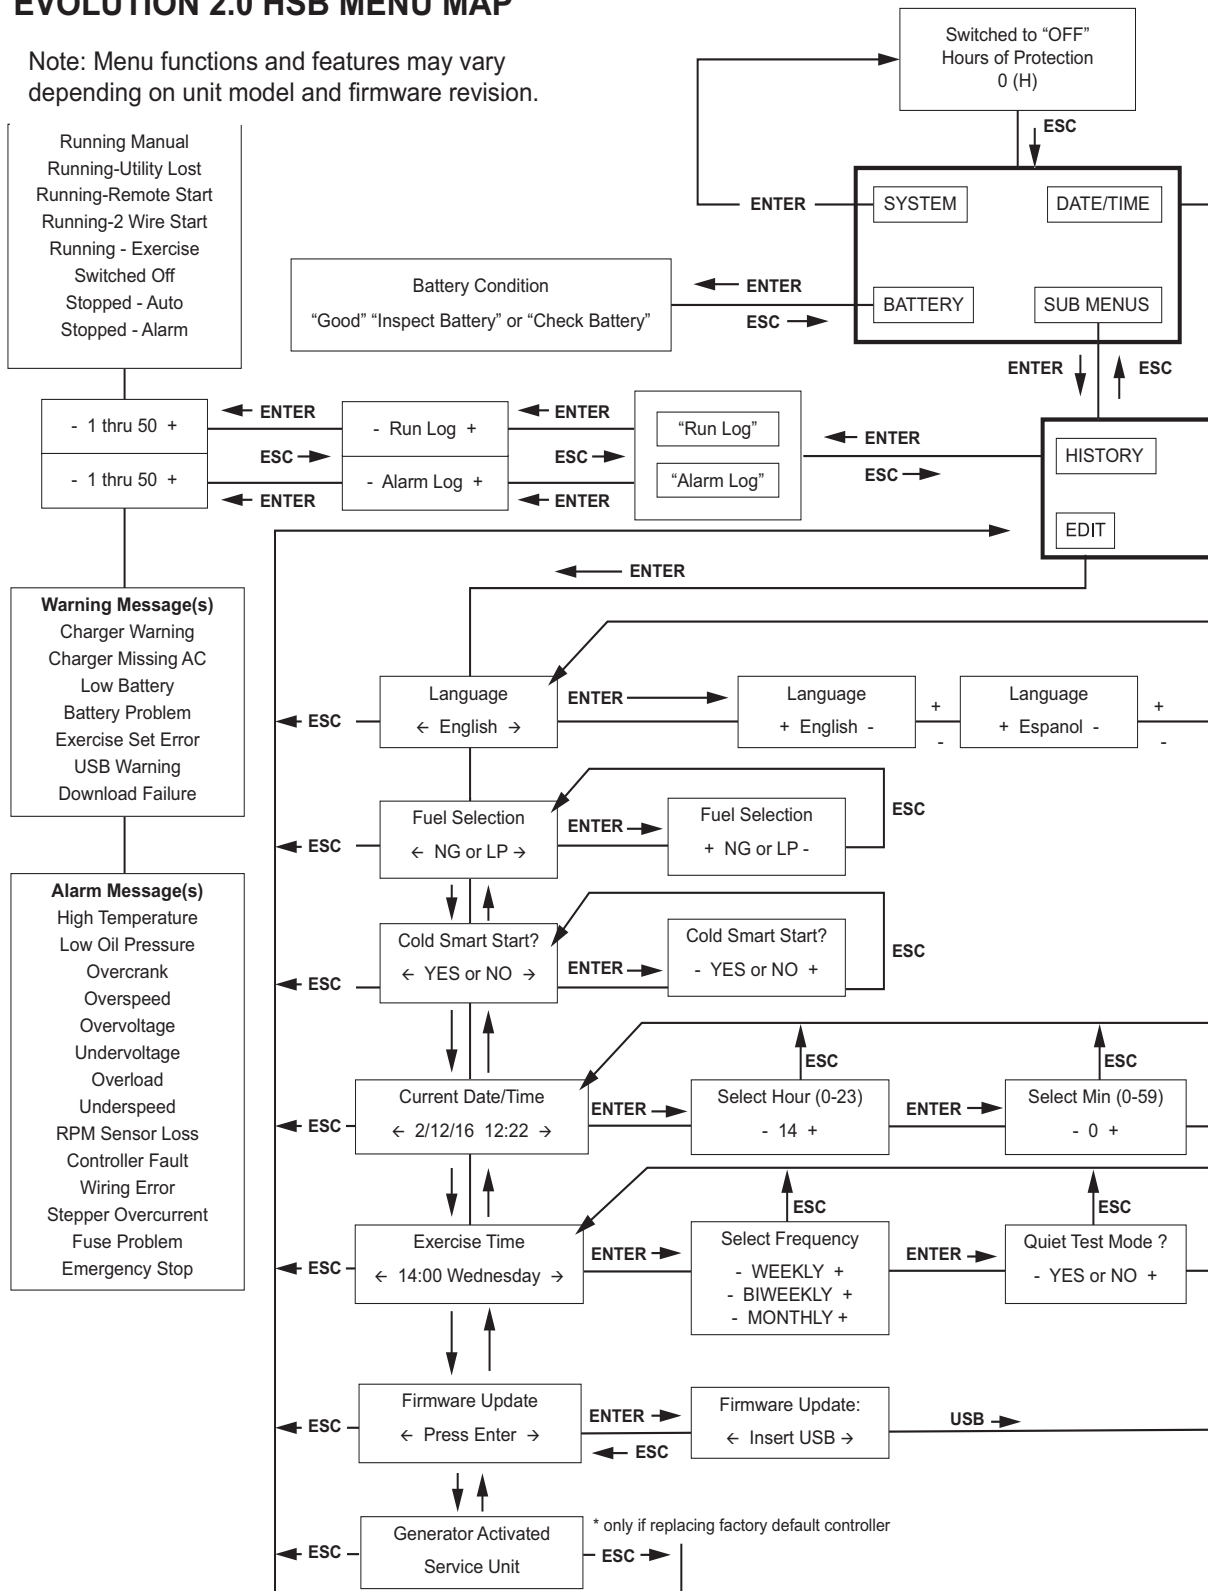 EVOLUTION 2.0 HSB MENU MAP
Note: Menu functions and features may vary
depending on unit model and firmware revision.
Switched to “OFF”
Hours of Protection
0 (H)
ESC
ENTER
SYSTEM
DATE/TIME
BATTERY
SUB MENUS
Battery Condition
“Good” “Inspect Battery” or “Check Battery”
ENTER
ESC
ENTER
ESC
Running Manual
Running-Utility Lost
Running-Remote Start
Running-2 Wire Start
Running - Exercise
Switched Off
Stopped - Auto
Stopped - Alarm
- 1 thru 50 +
- 1 thru 50 +
ENTER
ESC
ENTER
- Run Log +
- Alarm Log +
ENTER
ESC
ENTER
“Run Log”
“Alarm Log”
ENTER
ESC
HISTORY
EDIT
ENTER
Warning Message(s)
Charger Warning
Charger Missing AC
Low Battery
Battery Problem
Exercise Set Error
USB Warning
Download Failure
Alarm Message(s)
High Temperature
Low Oil Pressure
Overcrank
Overspeed
Overvoltage
Undervoltage
Overload
Underspeed
RPM Sensor Loss
Controller Fault
Wiring Error
Stepper Overcurrent
Fuse Problem
Emergency Stop
ESC
Language
← English →
ENTER
Language
+ English -
+
-
Language
+ Espanol -
+
-
ESC
Fuel Selection
← NG or LP →
ENTER
Fuel Selection
+ NG or LP -
ESC
ESC
Cold Smart Start?
← YES or NO →
ENTER
Cold Smart Start?
- YES or NO +
ESC
ESC
Current Date/Time
← 2/12/16 12:22 →
ENTER
Select Hour (0-23)
- 14 +
ESC
ENTER
Select Min (0-59)
- 0 +
ESC
ESC
Exercise Time
← 14:00 Wednesday →
ENTER
Select Frequency
- WEEKLY +
- BIWEEKLY +
- MONTHLY +
ESC
ENTER
Quiet Test Mode ?
- YES or NO +
ESC
ESC
Firmware Update
← Press Enter →
ENTER
ESC
Firmware Update:
← Insert USB →
USB
ESC
Generator Activated
Service Unit
ESC
* only if replacing factory default controller